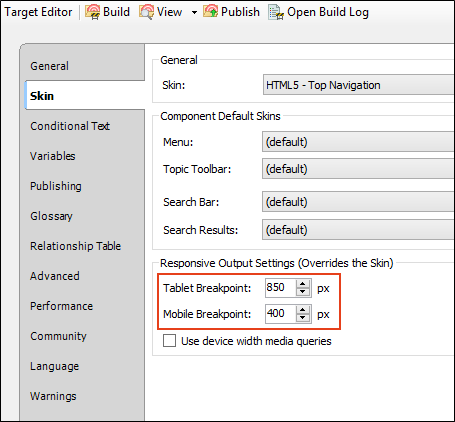 Target Editor Build View Publish Open Build Log
General
Skin
Conditional Text
Variables
Publishing
Glossary
Relationship Table
Advanced
Performance
Community
Language
Warnings
General
Skin: HTML5 - Top Navigation
Component Default Skins
Menu: (default)
Topic Toolbar: (default)
Search Bar: (default)
Search Results: (default)
Responsive Output Settings (Overrides the Skin)
Tablet Breakpoint: 850 px
Mobile Breakpoint: 400 px
Use device width media queries